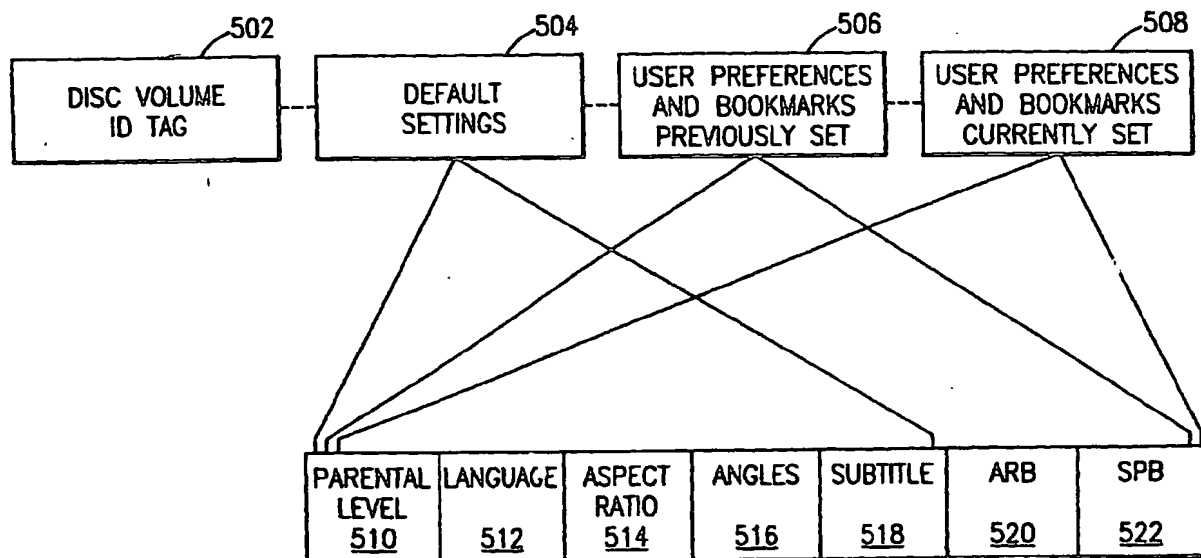 502
504
506
508
DISC VOLUME
ID TAG
DEFAULT
SETTINGS
USER PREFERENCES
AND BOOKMARKS
PREVIOUSLY SET
USER PREFERENCES
AND BOOKMARKS
CURRENTLY SET
PARENTAL
LEVEL
510
LANGUAGE
512
ASPECT
RATIO
514
ANGLES
516
SUBTITLE
518
ARB
520
SPB
522